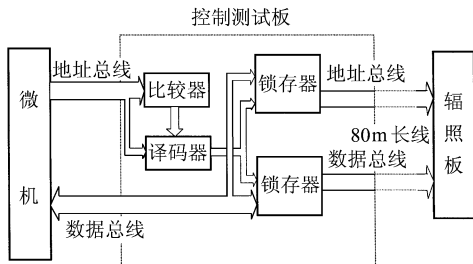 控制测试板
微机
地址总线
比较器
译码器
数据总线
锁存器
锁存器
地址总线
80m长线
数据总线
辐照板